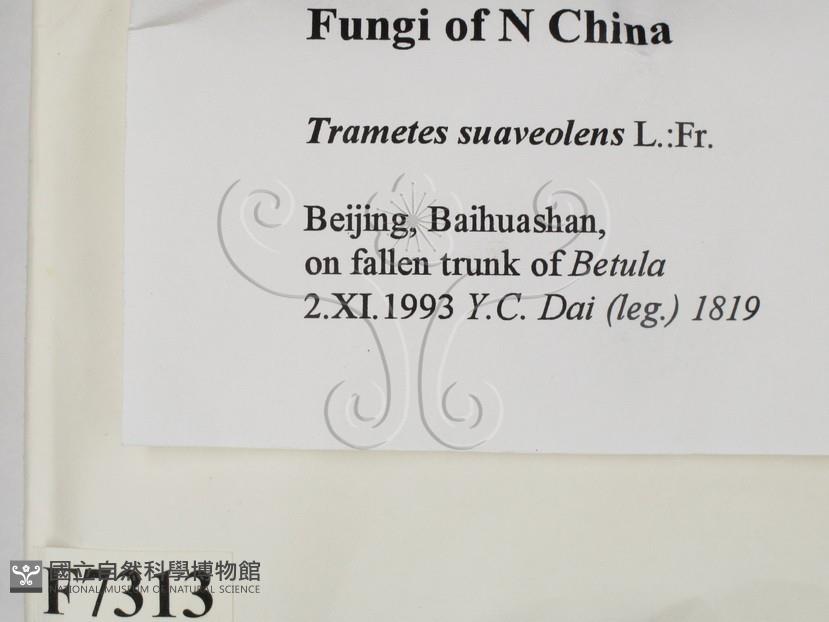 Fungi of N China
Trametes suaveolens L.:Fr.
Beijing, Baihuashan,
on fallen trunk of Betula
2.XI.1993 Y.C. Dai (leg.) 1819
國立自然科學博物館
NATIONAL MUSEUM OF NATURAL SCIENCE
F7313